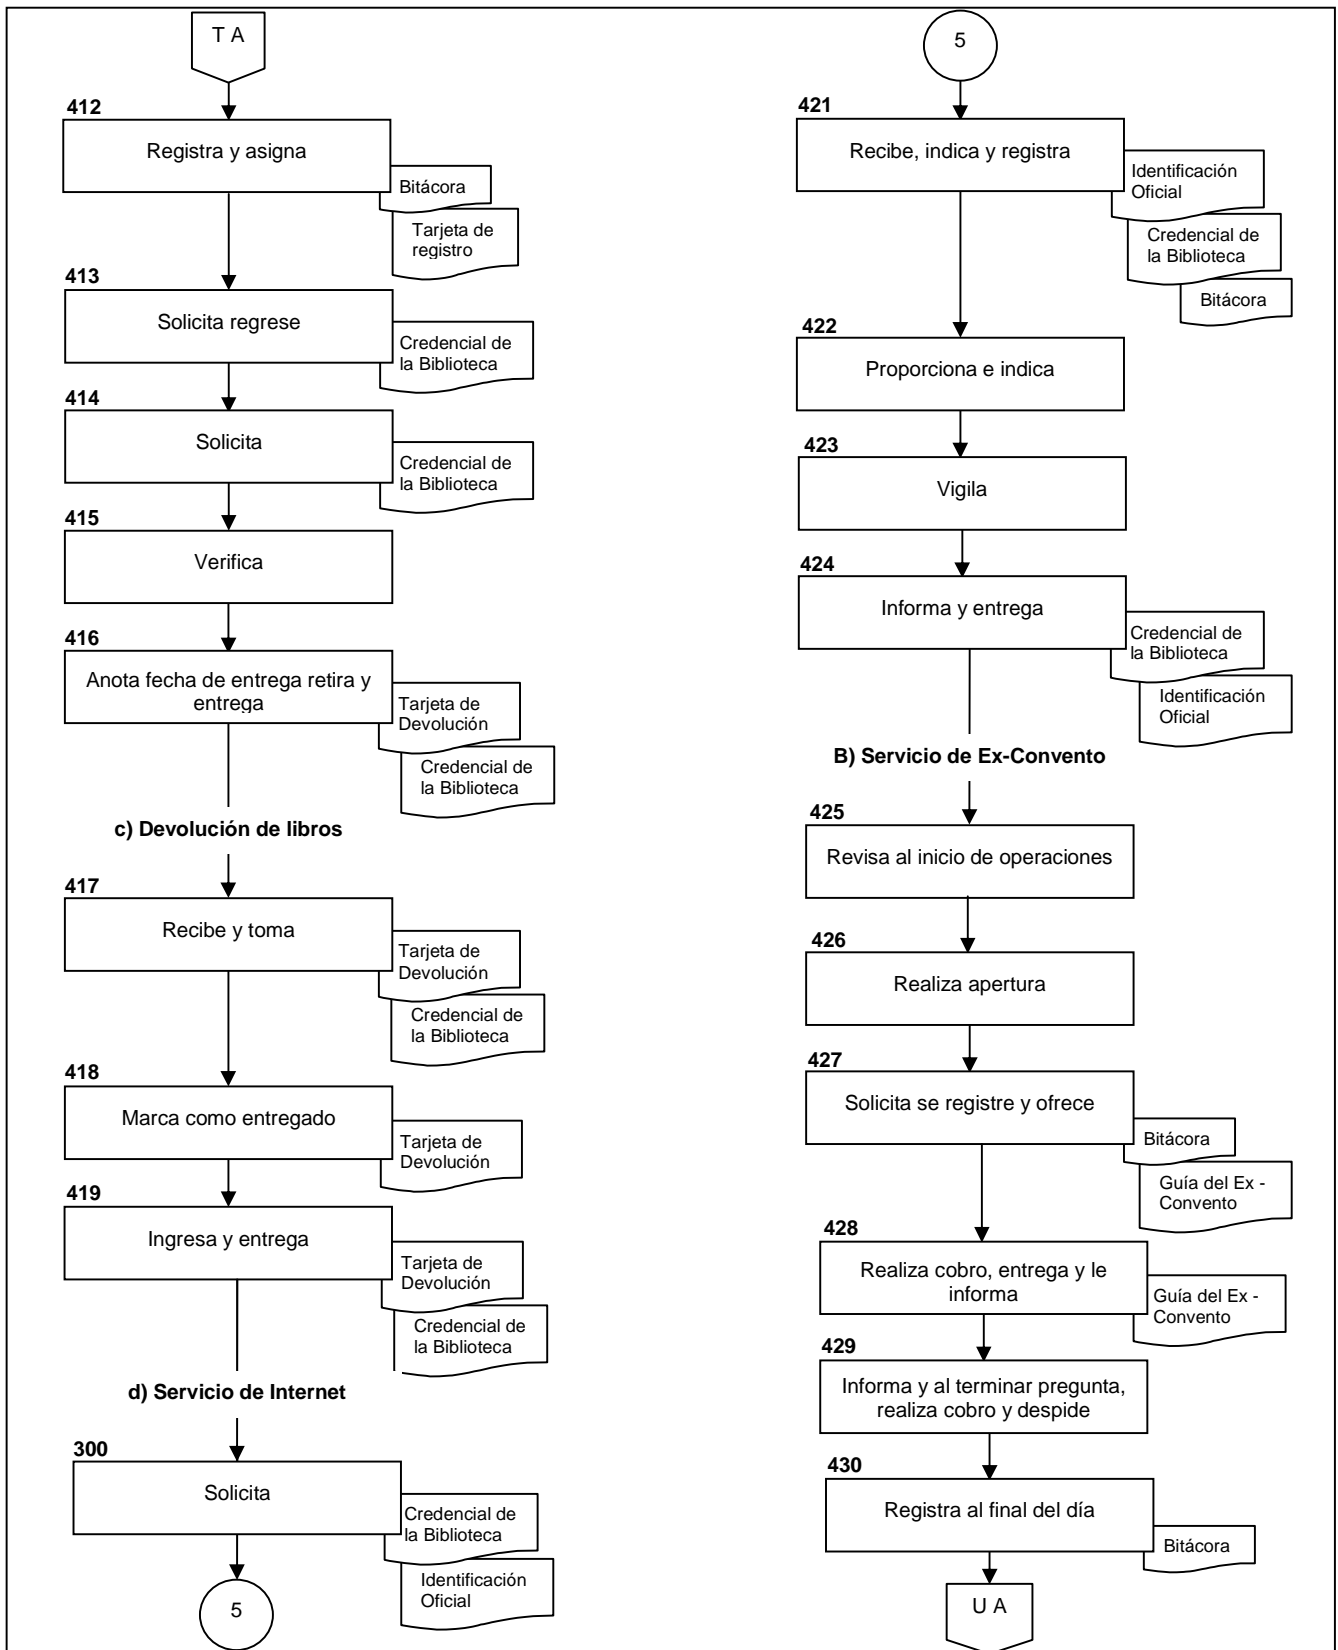 T A
412
Registra y asigna
Bitácora
Tarjeta de
registro
413
Solicita regrese
Credencial de
la Biblioteca
414
Solicita
Credencial de
la Biblioteca
415
Verifica
416
Anota fecha de entrega retira y
entrega
Tarjeta de
Devolución
Credencial de
la Biblioteca
c) Devolución de libros
417
Recibe y toma
Tarjeta de
Devolución
Credencial de
la Biblioteca
418
Marca como entregado
Tarjeta de
Devolución
419
Ingresa y entrega
Tarjeta de
Devolución
Credencial de
la Biblioteca
d) Servicio de Internet
300
Solicita
Credencial de
la Biblioteca
Identificación
Oficial
5
5
421
Recibe, indica y registra
Identificación
Oficial
Credencial de
la Biblioteca
Bitácora
422
Proporciona e indica
423
Vigila
424
Informa y entrega
Credencial de
la Biblioteca
Identificación
Oficial
B) Servicio de Ex-Convento
425
Revisa al inicio de operaciones
426
Realiza apertura
427
Solicita se registre y ofrece
Bitácora
Guía del Ex -
Convento
428
Realiza cobro, entrega y le
informa
Guía del Ex -
Convento
429
Informa y al terminar pregunta,
realiza cobro y despide
430
Registra al final del día
Bitácora
U A